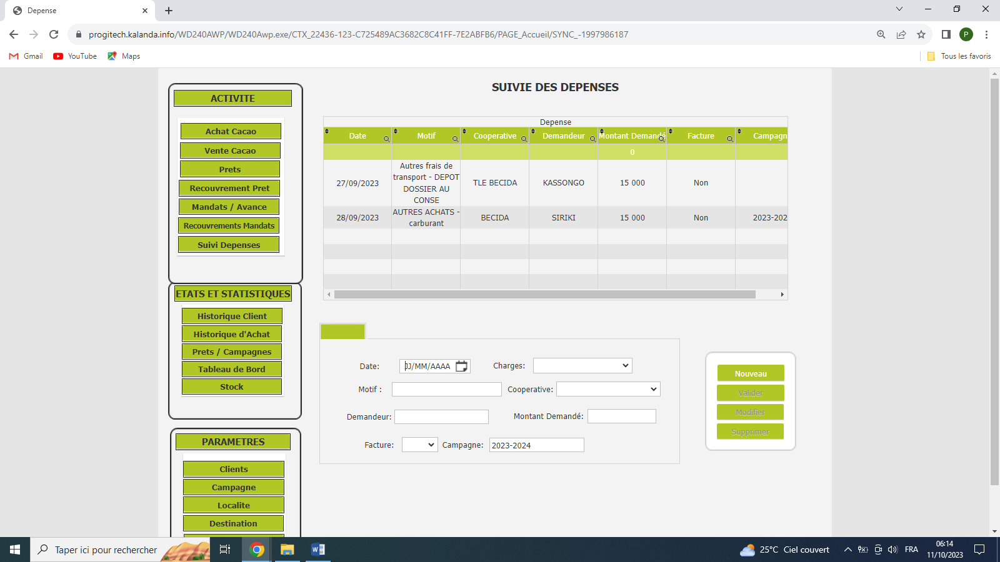 Depense
progitech.kalanda.info/WD240AWP/WD240Awp.exe/CTX_22436-123-C725489AC3682C8C41FF-7E2ABFB6/PAGE_Accueil/SYNC_-1997986187
P
Gmail YouTube Maps Tous les favoris
SUIVIE DES DEPENSES
ACTIVITE
Achat Cacao
Vente Cacao
Prets
Recouvrement Pret
Mandats / Avance
Recouvrements Mandats
Suivi Depenses
ETATS ET STATISTIQUES
Historique Client
Historique d'Achat
Prets / Campagnes
Tableau de Bord
Stock
PARAMETRES
Clients
Campagne
Localite
Destination
Depense
Date Motif Cooperative Demandeur Montant Demandé Facture Campagn
0
27/09/2023 Autres frais de transport - DEPOT DOSSIER AU CONSE TLE BECIDA KASSONGO 15 000 Non
28/09/2023 AUTRES ACHATS - carburant BECIDA SIRIKI 15 000 Non 2023-202
Date: JJ/MM/AAAA Charges:
Motif : Cooperative:
Demandeur: Montant Demandé:
Facture: Campagne: 2023-2024
Nouveau
Valider
Modifier
Supprimer
Taper ici pour rechercher
25°C Ciel couvert FRA 06:14
11/10/2023